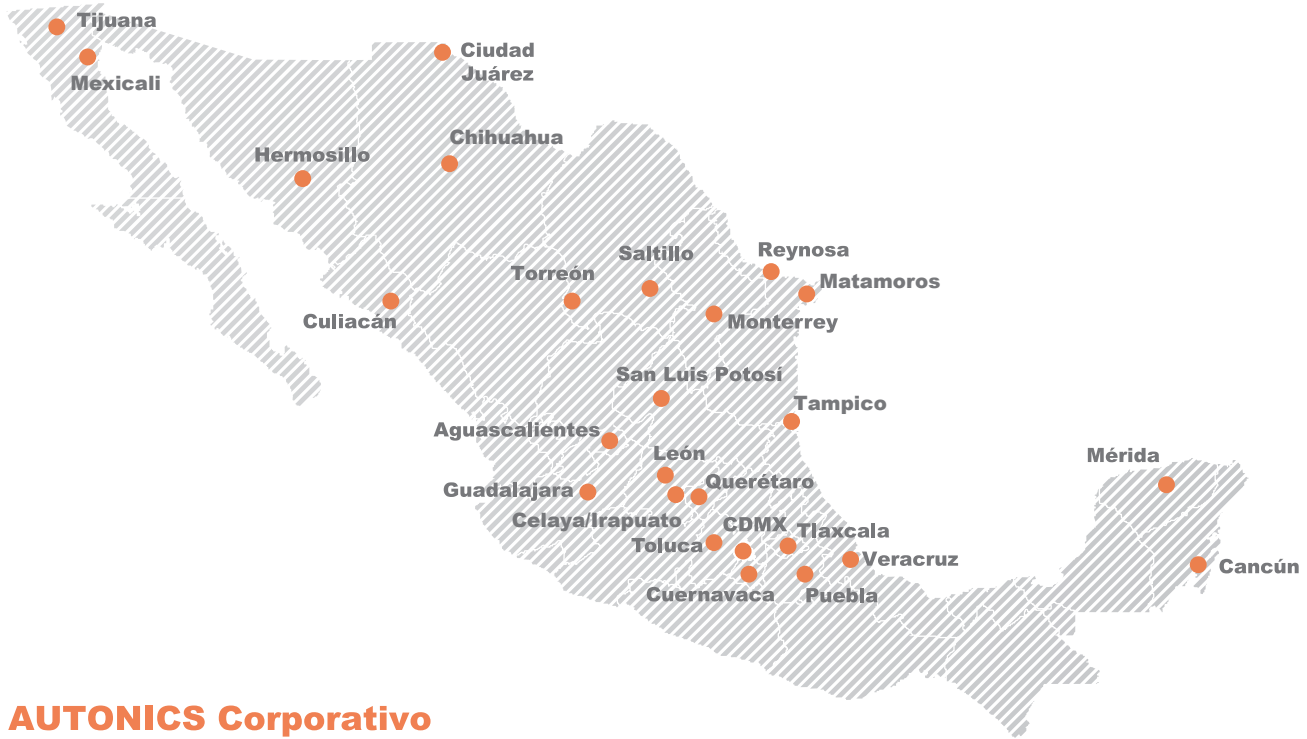 Tijuana
Ciudad
Juárez
Mexicali
Chihuahua
Hermosillo
Reynosa
Saltillo
Torreón
Matamoros
Culiacán
Monterrey
San Luis Potosí
Tampico
Aguascalientes
León
Mérida
Querétaro
Guadalajara
Celaya/Irapuato
CDMX
Tlaxcala
Toluca
Veracruz
Cancún
Cuernavaca
Puebla
AUTONICS Corporativo